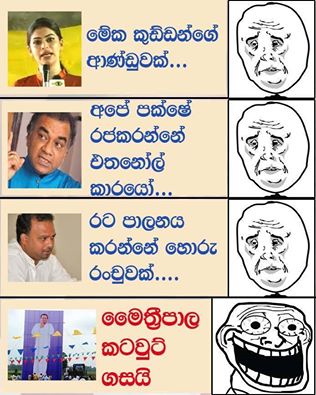 මේක කුඩ්ඩන්ගේ
ආණ්ඩුවක්...
අපේ පක්ෂේ
රජකරන්නේ
එතනෝල්
කාරයෝ...
රට පාලනය
කරන්නේ හොරු
රංචුවක්....
මෛත්‍රීපාල
කටවුට්
ගසයි